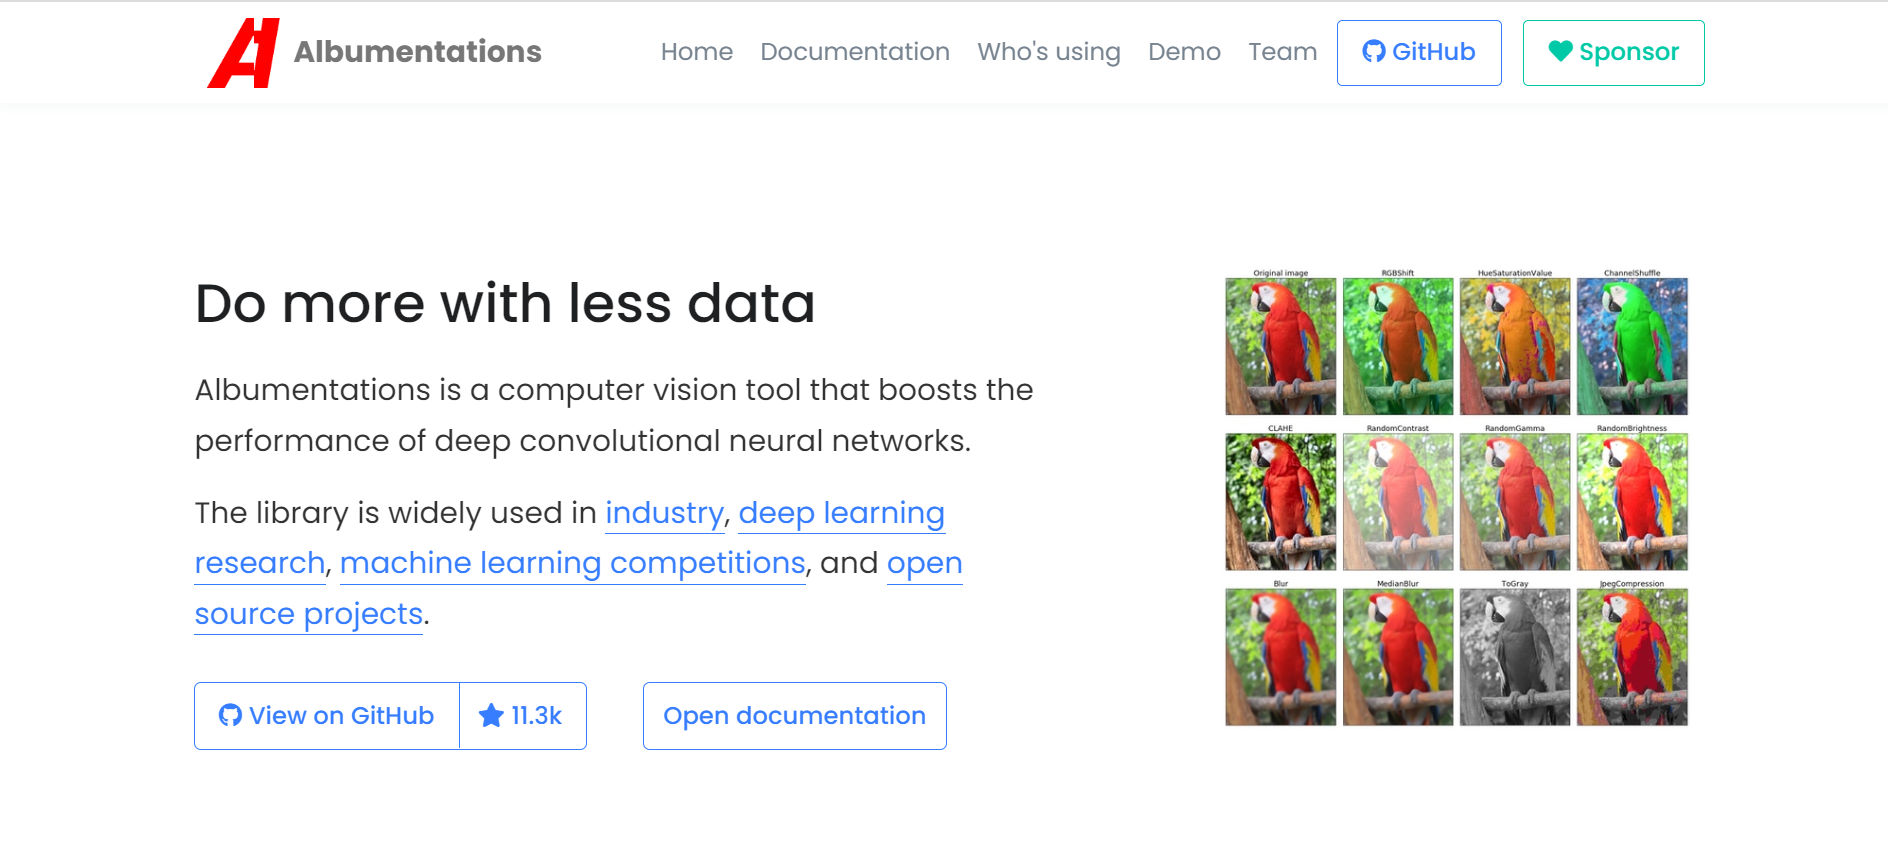 Albumentations
Home Documentation Who's using Demo Team GitHub Sponsor
Do more with less data
Albumentations is a computer vision tool that boosts the
performance of deep convolutional neural networks.
The library is widely used in industry, deep learning
research, machine learning competitions, and open
source projects.
View on GitHub 11.3k Open documentation
Original image RGBShift HueSaturationValue ChannelShuffle
CLAHE RandomContrast RandomGamma RandomBrightness
Blur MedianBlur ToGray JpegCompression